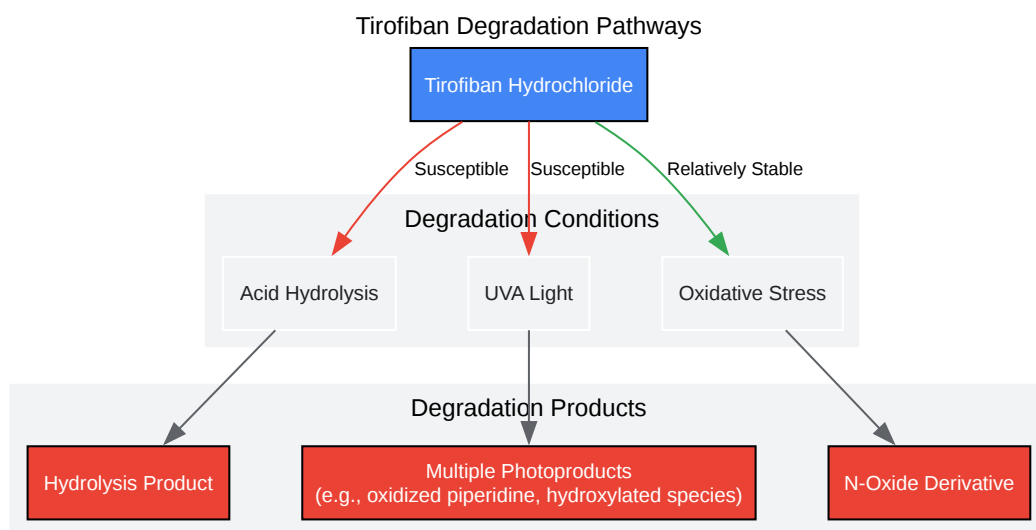 Tirofiban Degradation Pathways
Tirofiban Hydrochloride
Susceptible
Susceptible
Relatively Stable
Degradation Conditions
Acid Hydrolysis
UVA Light
Oxidative Stress
Degradation Products
Hydrolysis Product
Multiple Photoproducts
(e.g., oxidized piperidine, hydroxylated species)
N-Oxide Derivative